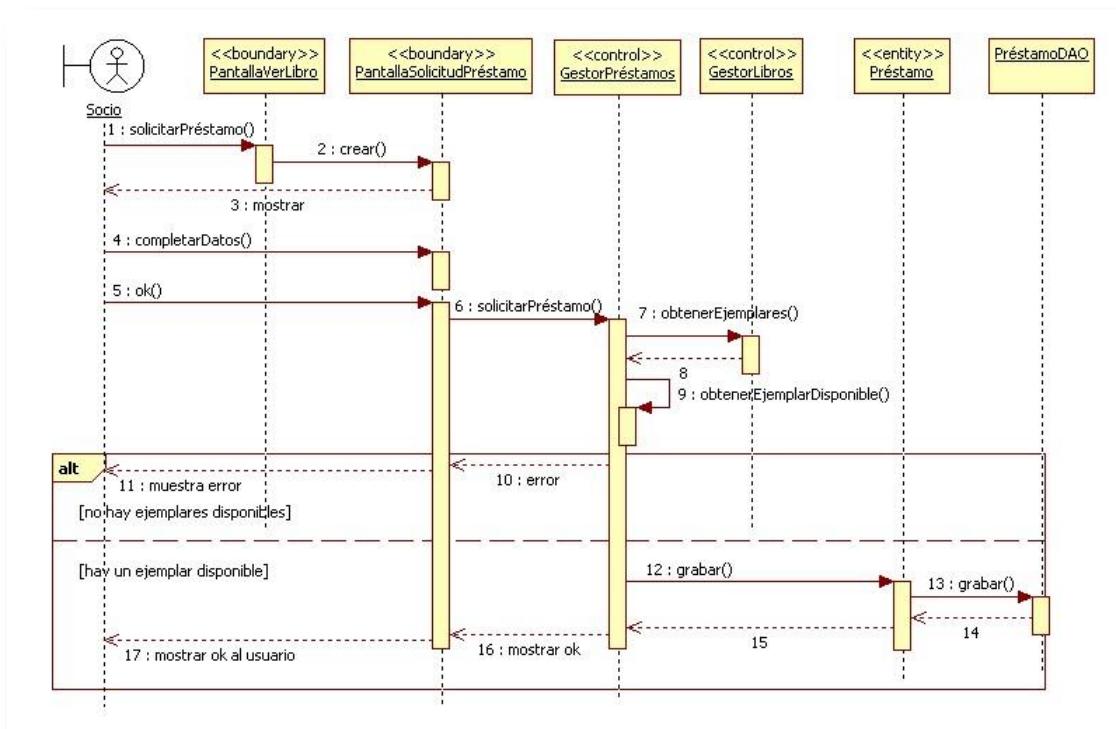 <<boundary>>
PantallaVerLibro
<<boundary>>
PantallaSolicitudPréstamo
<<control>>
GestorPréstamos
<<control>>
GestorLibros
<<entity>>
Préstamo
PréstamoDAO
Socio
1 : solicitarPréstamo()
2 : crear()
3 : mostrar
4 : completarDatos()
5 : ok()
6 : solicitarPréstamo()
7 : obtenerEjemplares()
8
9 : obtenerEjemplarDisponible()
alt
10 : error
11 : muestra error
[no hay ejemplares disponibles]
[hay un ejemplar disponible]
12 : grabar()
13 : grabar()
14
15
16 : mostrar ok
17 : mostrar ok al usuario